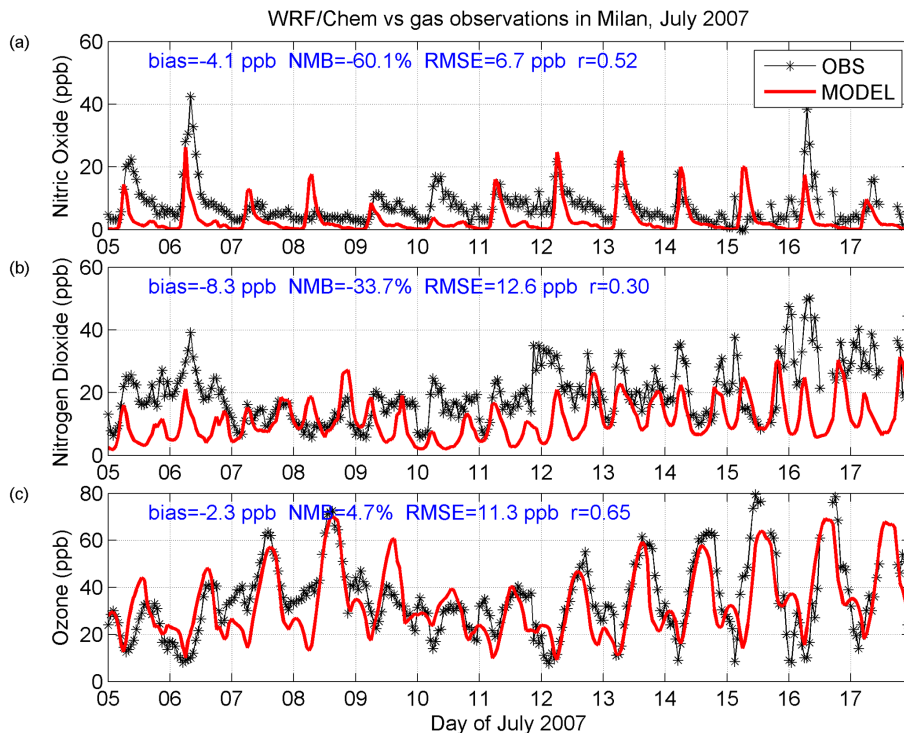 WRF/Chem vs gas observations in Milan, July 2007
(a)
bias=-4.1 ppb NMB=-60.1% RMSE=6.7 ppb r=0.52
OBS
MODEL
Nitric Oxide (ppb)
60
40
20
0
05 06 07 08 09 10 11 12 13 14 15 16 17
(b)
bias=-8.3 ppb NMB=-33.7% RMSE=12.6 ppb r=0.30
Nitrogen Dioxide (ppb)
60
40
20
0
05 06 07 08 09 10 11 12 13 14 15 16 17
(c)
bias=-2.3 ppb NMB=4.7% RMSE=11.3 ppb r=0.65
Ozone (ppb)
80
60
40
20
0
05 06 07 08 09 10 11 12 13 14 15 16 17
Day of July 2007